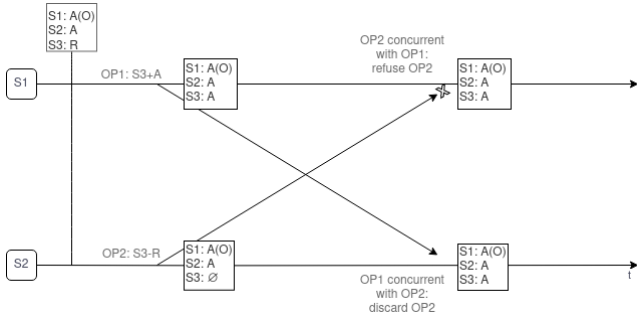 S1: A(O)
S2: A
S3: R
OP2 concurrent
with OP1:
refuse OP2
OP1: S3+A
S1: A(O)
S2: A
S3: A
S1: A(O)
S2: A
S3: A
S1
OP2: S3-R
S1: A(O)
S2: A
S3: Ø
S1: A(O)
S2: A
S3: A
S2
t
OP1 concurrent
with OP2:
discard OP2